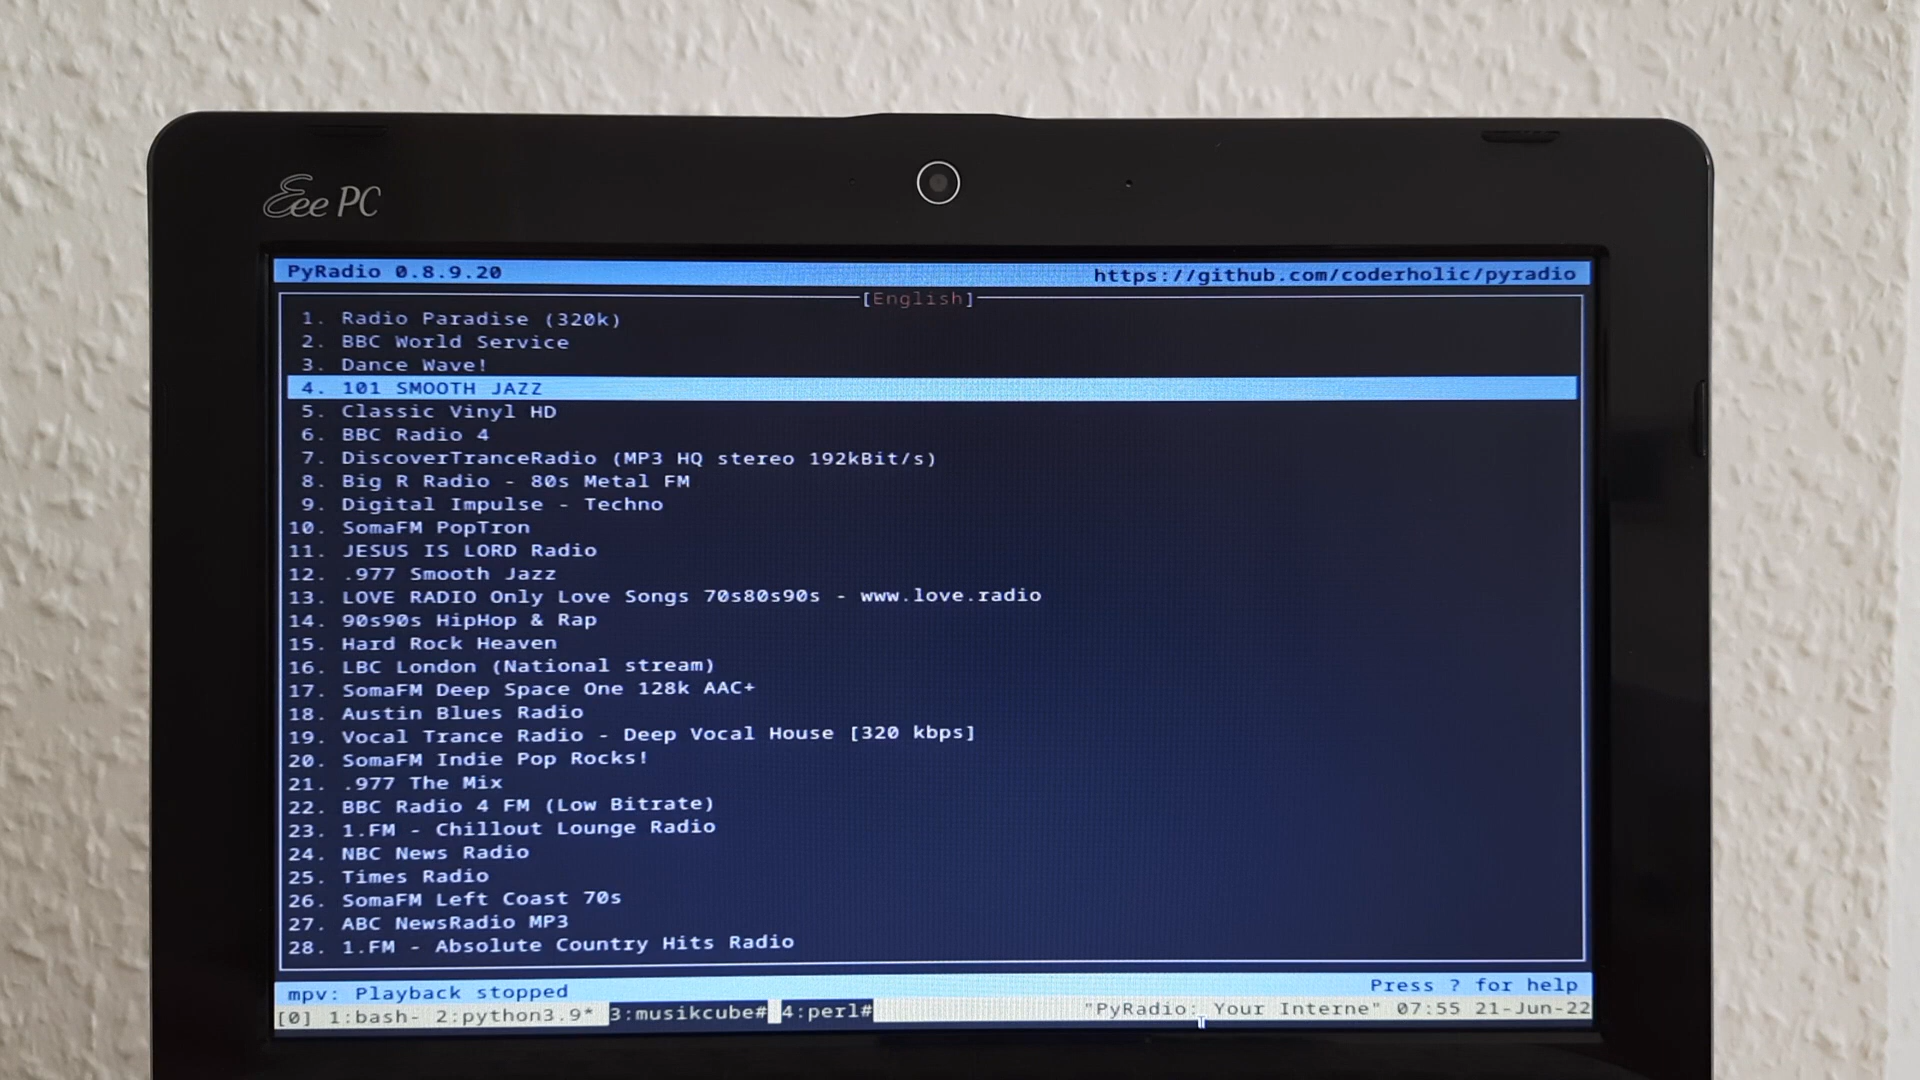 Eee PC
PyRadio 0.8.9.20 https://github.com/coderholic/pyradio
[English]
1. Radio Paradise (320k)
2. BBC World Service
3. Dance Wave!
4. 101 SMOOTH JAZZ
5. Classic Vinyl HD
6. BBC Radio 4
7. DiscoverTranceRadio (MP3 HQ stereo 192kBit/s)
8. Big R Radio - 80s Metal FM
9. Digital Impulse - Techno
10. SomaFM PopTron
11. JESUS IS LORD Radio
12. .977 Smooth Jazz
13. LOVE RADIO Only Love Songs 70s80s90s - www.love.radio
14. 90s90s HipHop & Rap
15. Hard Rock Heaven
16. LBC London (National stream)
17. SomaFM Deep Space One 128k AAC+
18. Austin Blues Radio
19. Vocal Trance Radio - Deep Vocal House [320 kbps]
20. SomaFM Indie Pop Rocks!
21. .977 The Mix
22. BBC Radio 4 FM (Low Bitrate)
23. 1.FM - Chillout Lounge Radio
24. NBC News Radio
25. Times Radio
26. SomaFM Left Coast 70s
27. ABC NewsRadio MP3
28. 1.FM - Absolute Country Hits Radio
mpv: Playback stopped Press ? for help
[0] 1:bash- 2:python3.9* 3:musikcube# 4:perl# "PyRadio: Your Interne" 07:55 21-Jun-22